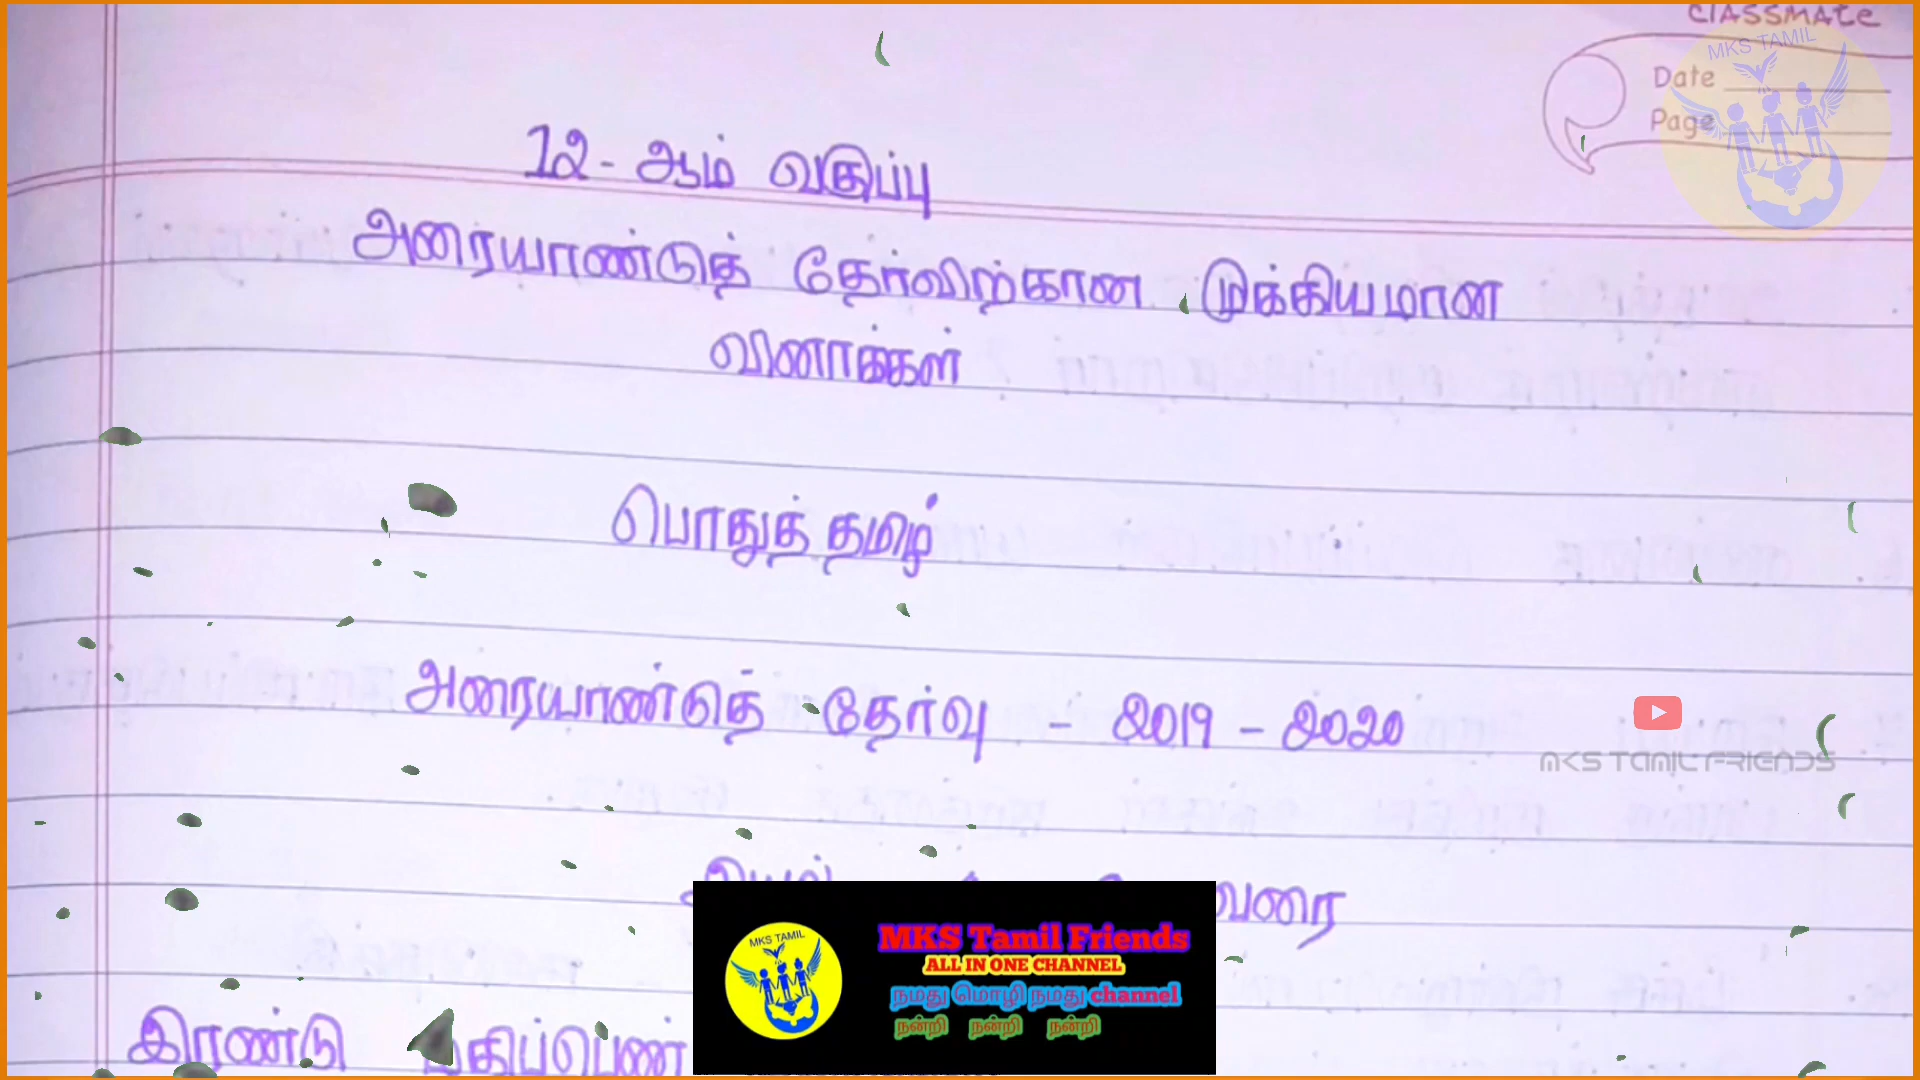 classmate
MKS TAMIL
Date
Page
12 - ஆம் வகுப்பு
அரையாண்டுத் தேர்விற்கான முக்கியமான
வினாக்கள்
பொதுத் தமிழ்
அரையாண்டுத் தேர்வு - 2019 - 2020
MKS TAMIL FRIENDS
வரை
MKS TAMIL
MKS Tamil Friends
ALL IN ONE CHANNEL
நமது மொழி நமது channel
நன்றி நன்றி நன்றி
இரண்டு மதிப்பெண்